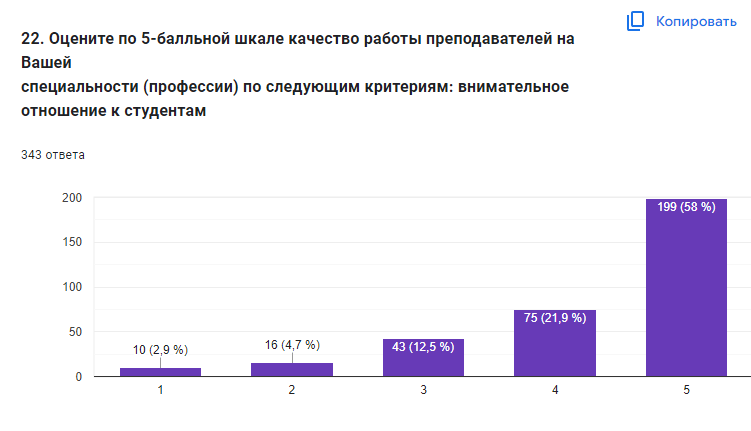 Копировать
22. Оцените по 5-балльной шкале качество работы преподавателей на
Вашей
специальности (профессии) по следующим критериям: внимательное
отношение к студентам
343 ответа
200
150
100
50
0
10 (2,9 %)
16 (4,7 %)
43 (12,5 %)
75 (21,9 %)
199 (58 %)
1
2
3
4
5